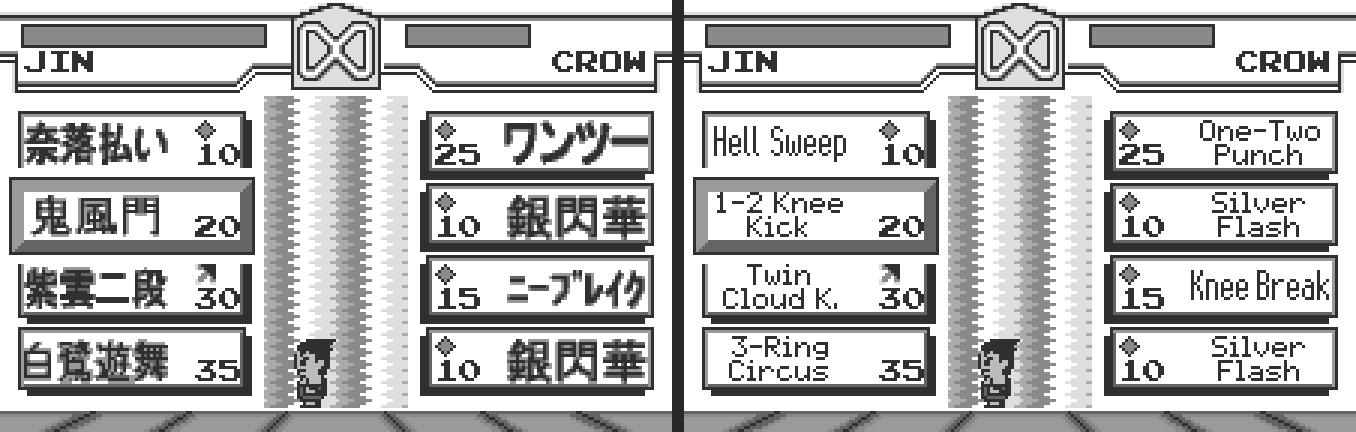 JIN
CROW
奈落払い 10
25 ワンツー
鬼風門 20
10 銀閃華
紫雲二段 30
15 ニーブレイク
白鷺遊舞 35
10 銀閃華
JIN
CROW
Hell Sweep 10
25 One-Two
Punch
1-2 Knee
Kick 20
10 Silver
Flash
Twin
Cloud K. 30
15 Knee Break
3-Ring
Circus 35
10 Silver
Flash